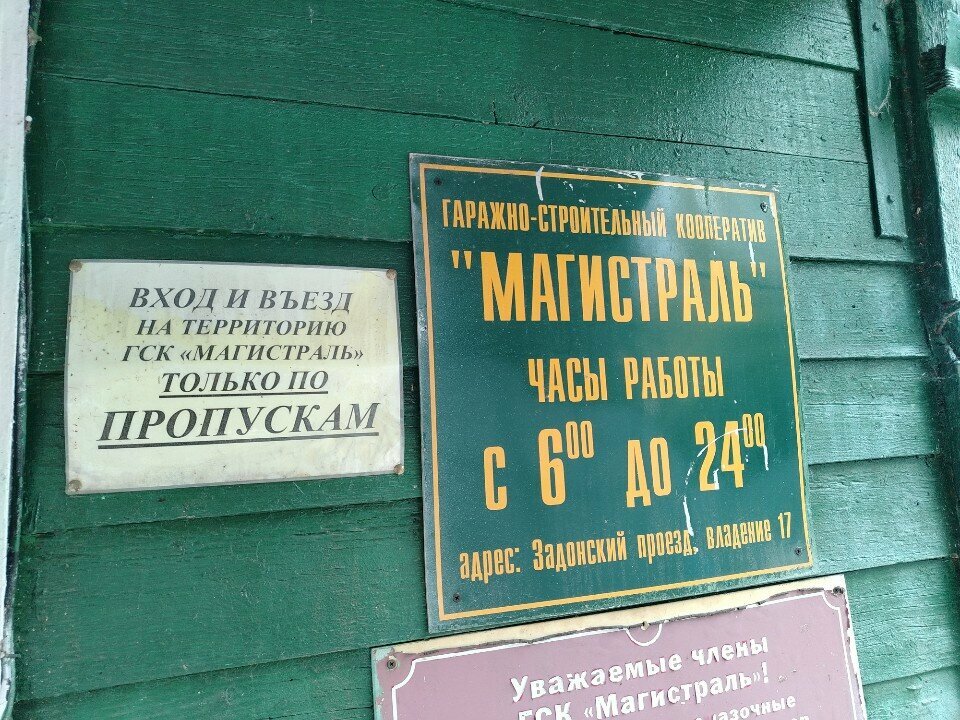 ВХОД И ВЪЕЗД
НА ТЕРРИТОРИЮ
ГСК «МАГИСТРАЛЬ»
ТОЛЬКО ПО
ПРОПУСКАМ
ГАРАЖНО-СТРОИТЕЛЬНЫЙ КООПЕРАТИВ
"МАГИСТРАЛЬ"
ЧАСЫ РАБОТЫ
С 6⁰⁰ ДО 24⁰⁰
адрес: Задонский проезд, владение 17
Уважаемые члены
ГСК "Магистраль"!